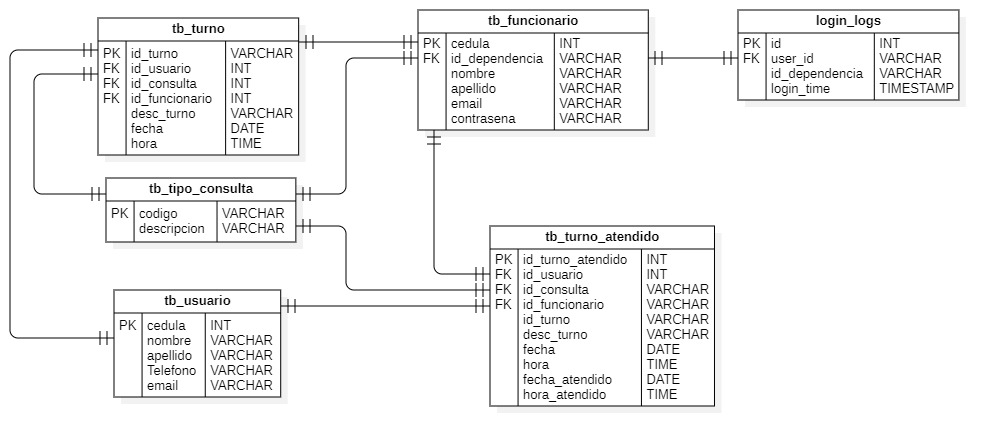 tb_turno
PK id_turno VARCHAR
FK id_usuario INT
FK id_consulta INT
FK id_funcionario INT
desc_turno VARCHAR
fecha DATE
hora TIME
tb_funcionario
PK cedula INT
FK id_dependencia VARCHAR
nombre VARCHAR
apellido VARCHAR
email VARCHAR
contrasena VARCHAR
login_logs
PK id INT
FK user_id VARCHAR
id_dependencia VARCHAR
login_time TIMESTAMP
tb_tipo_consulta
PK codigo VARCHAR
descripcion VARCHAR
tb_turno_atendido
PK id_turno_atendido INT
FK id_usuario INT
FK id_consulta VARCHAR
FK id_funcionario VARCHAR
id_turno VARCHAR
desc_turno VARCHAR
fecha DATE
hora TIME
fecha_atendido DATE
hora_atendido TIME
tb_usuario
PK cedula INT
nombre VARCHAR
apellido VARCHAR
Telefono VARCHAR
email VARCHAR